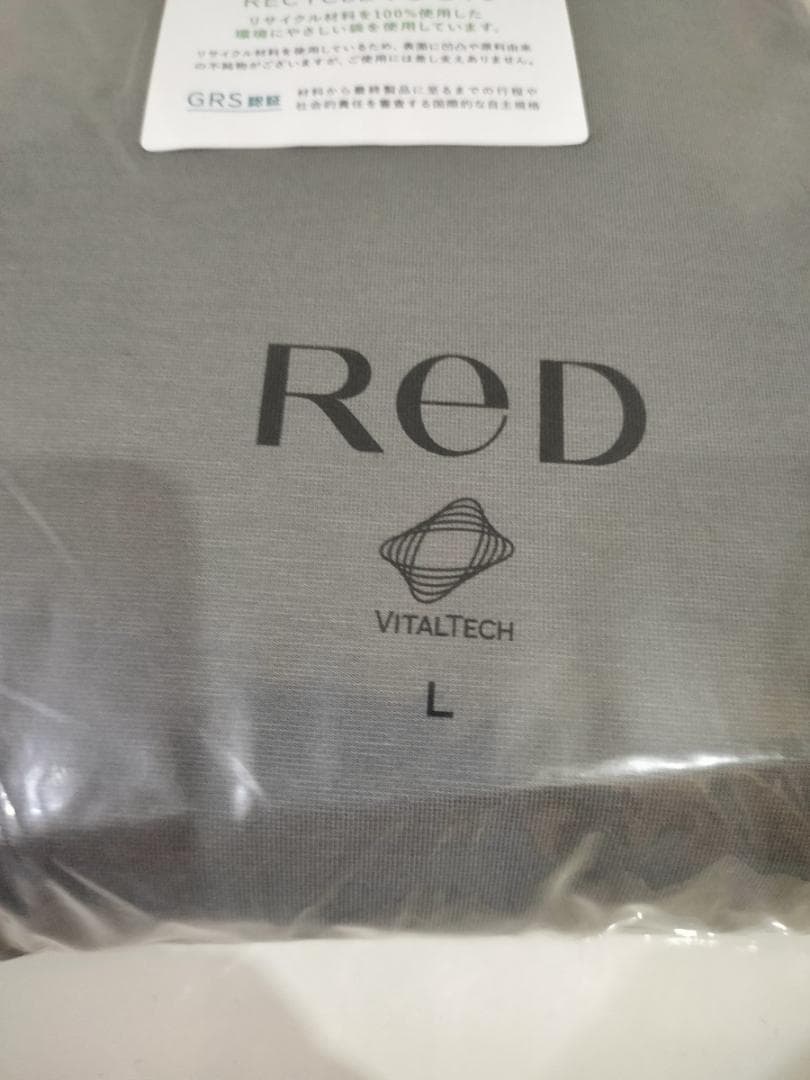 リサイクル材料を100%使用した
環境にやさしい袋を使用しています。
リサイクル材料を使用しているため、表面に凹凸や原料由来
の不純物がございますが、ご使用には差し支えありません。
GRS認証
材料から最終製品に至るまでの行程や
社会的責任を審査する国際的な自主規格
ReD
VITALTECH
L